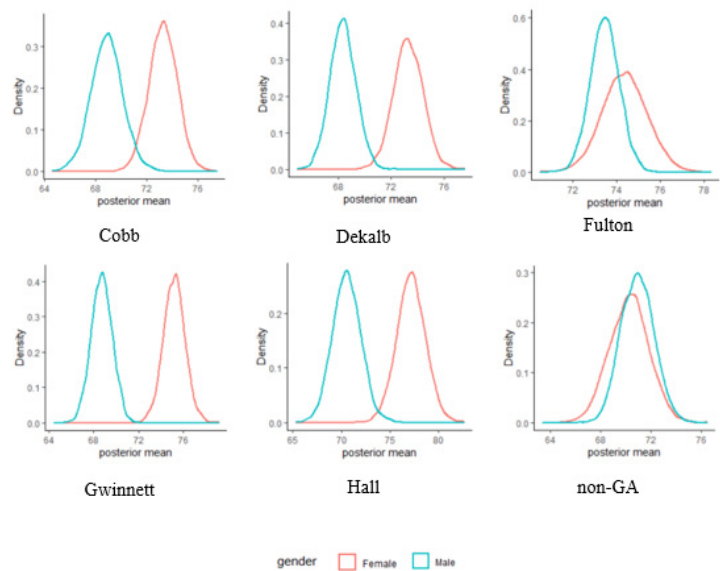 Density
0.3
0.2
0.1
0.0
64
68
72
76
posterior mean
Cobb
Density
0.4
0.3
0.2
0.1
0.0
68
72
76
posterior mean
Dekalb
Density
0.6
0.4
0.2
0.0
72
74
76
78
posterior mean
Fulton
Density
0.4
0.3
0.2
0.1
0.0
64
68
72
76
posterior mean
Gwinnett
Density
0.2
0.1
0.0
65
70
75
80
posterior mean
Hall
Density
0.3
0.2
0.1
0.0
64
68
72
76
posterior mean
non-GA
gender Female Male